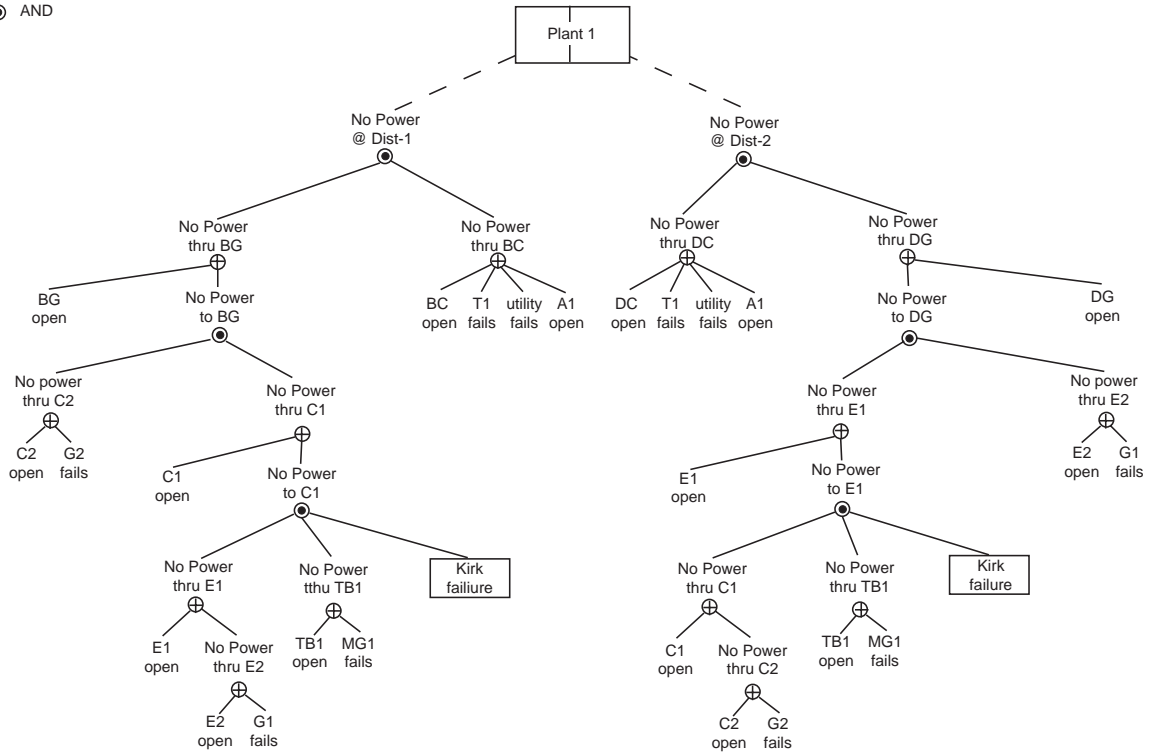 AND
Plant 1
No Power
@ Dist-1
No Power
@ Dist-2
No Power
thru BG
No Power
thru BC
No Power
thru DC
No Power
thru DG
BG
open
No Power
to BG
BC
open
T1
fails
utility
fails
A1
open
DC
open
T1
fails
utility
fails
A1
open
No Power
to DG
DG
open
No power
thru C2
No Power
thru C1
No Power
thru E1
No power
thru E2
C2
open
G2
fails
C1
open
No Power
to C1
E1
open
No Power
to E1
E2
open
G1
fails
No Power
thru E1
No Power
tthu TB1
Kirk
failiure
No Power
thru C1
No Power
thru TB1
Kirk
failure
E1
open
No Power
thru E2
TB1
open
MG1
fails
C1
open
No Power
thru C2
TB1
open
MG1
fails
E2
open
G1
fails
C2
open
G2
fails